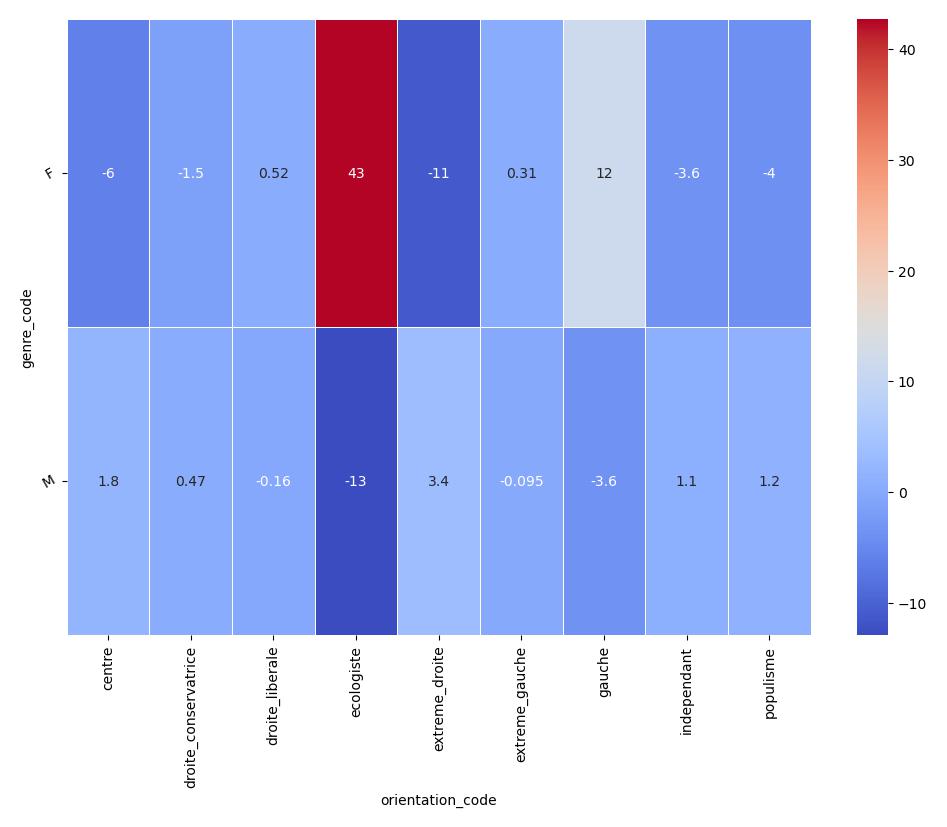 F
-6 -1.5 0.52 43 -11 0.31 12 -3.6 -4
M
1.8 0.47 -0.16 -13 3.4 -0.095 -3.6 1.1 1.2
genre_code
centre
droite_conservatrice
droite_liberale
ecologiste
extreme_droite
extreme_gauche
gauche
independant
populisme
orientation_code
40
30
20
10
0
−10